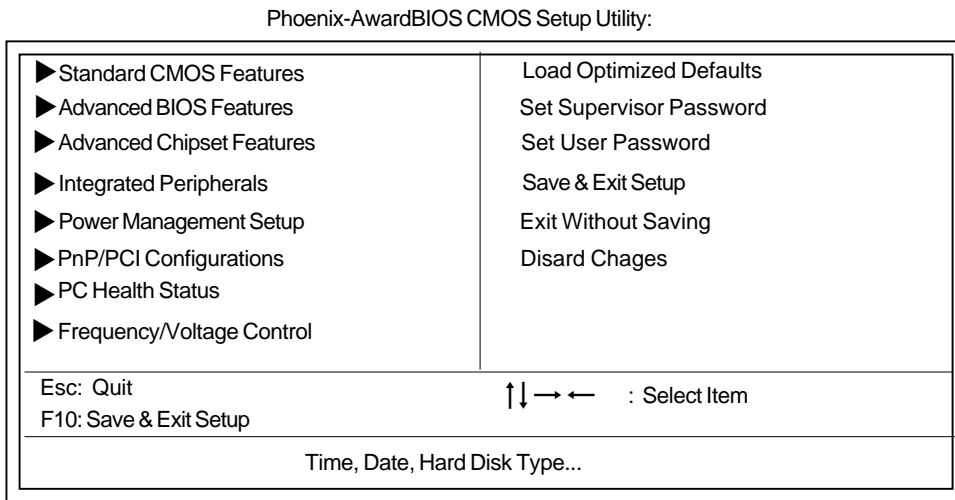 Phoenix-AwardBIOS CMOS Setup Utility:
▶Standard CMOS Features
▶Advanced BIOS Features
▶Advanced Chipset Features
▶Integrated Peripherals
▶Power Management Setup
▶PnP/PCI Configurations
▶PC Health Status
▶Frequency/Voltage Control
Load Optimized Defaults
Set Supervisor Password
Set User Password
Save & Exit Setup
Exit Without Saving
Disard Chages
Esc: Quit
F10: Save & Exit Setup
↑↓→← : Select Item
Time, Date, Hard Disk Type...